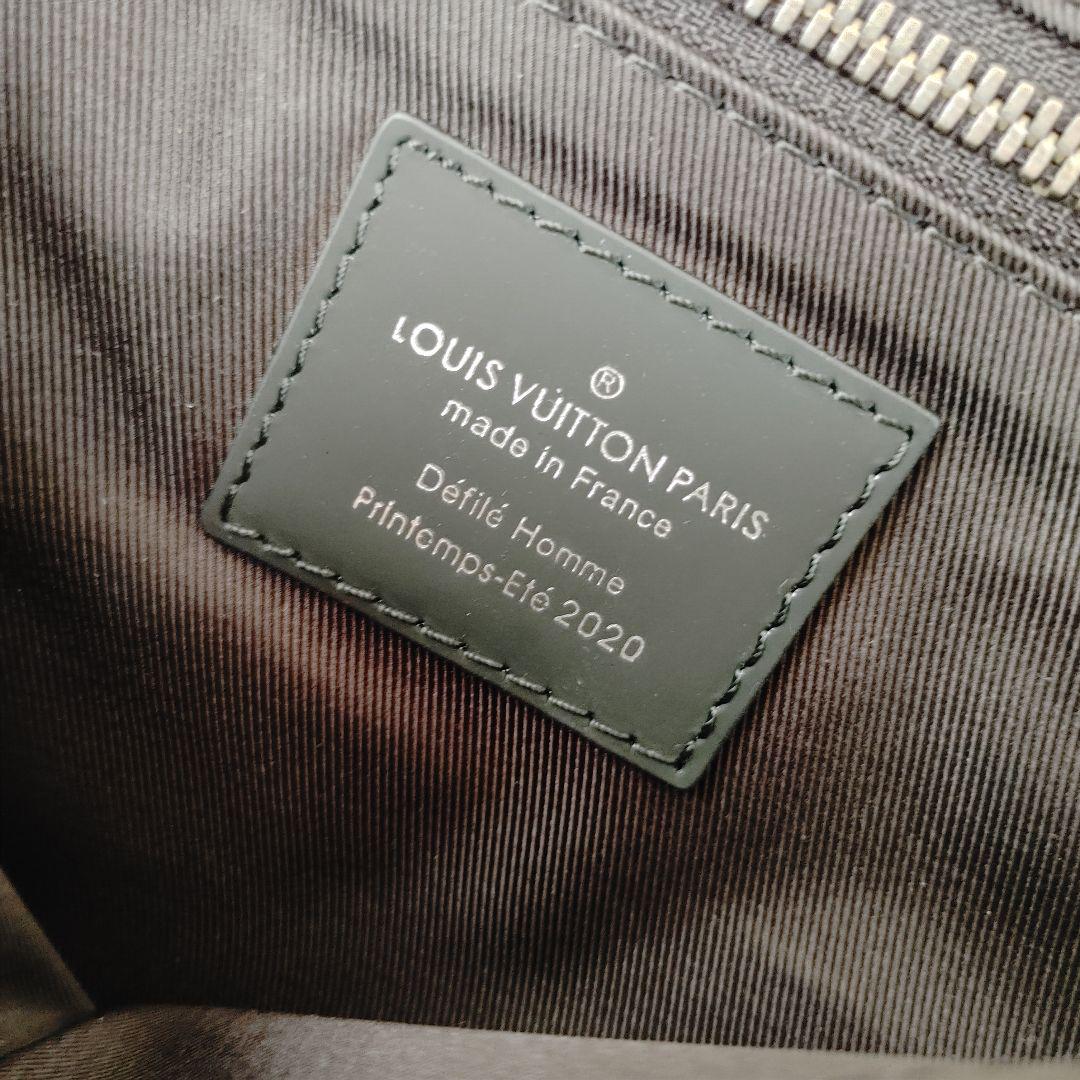 ®
LOUIS VUITTON PARIS
made in France
Défilé Homme
Printemps-Eté 2020